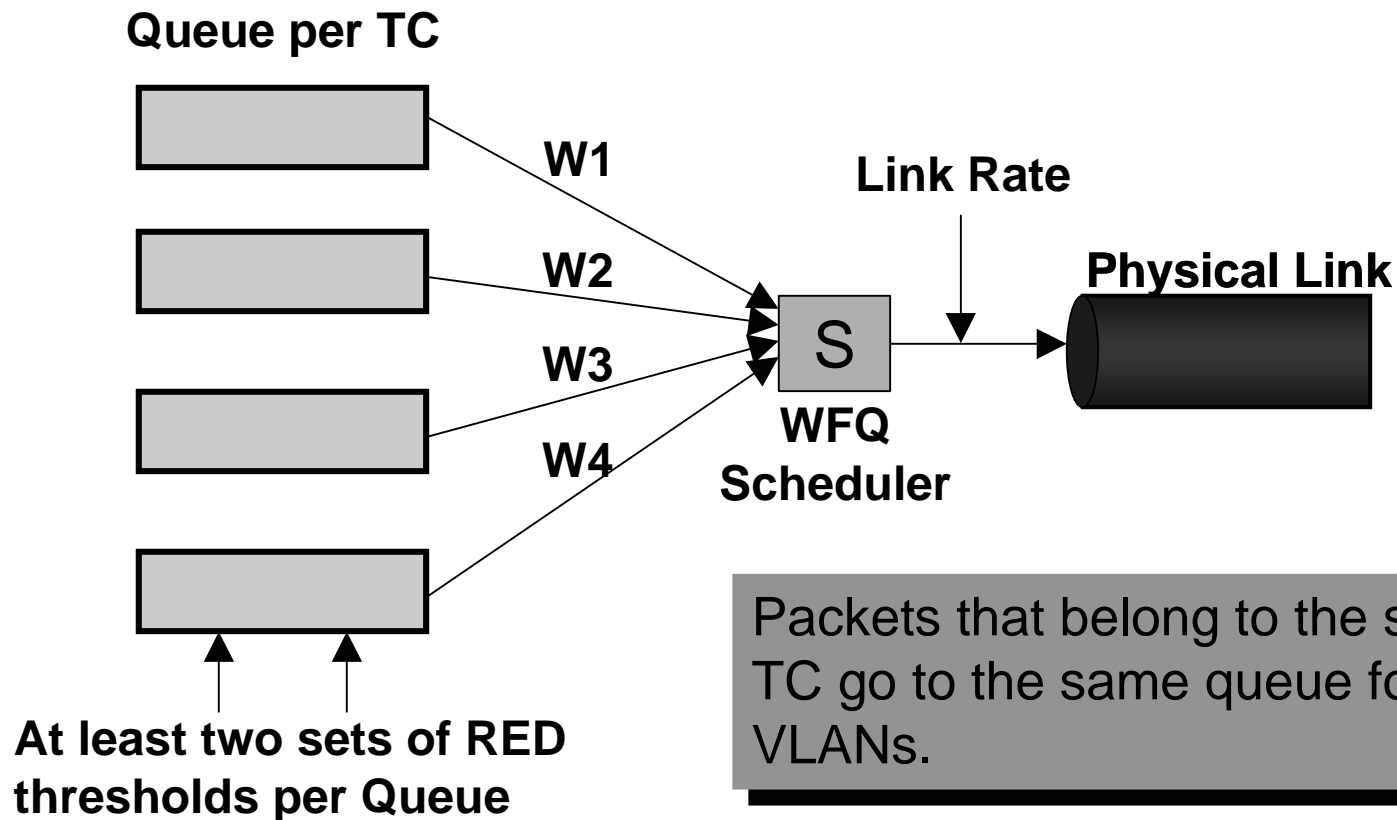 Queue per TC
W1
Link Rate
W2
Physical Link
S
W3
WFQ
Scheduler
W4
Packets that belong to the
TC go to the same queue
VLANs.
At least two sets of RED
thresholds per Queue